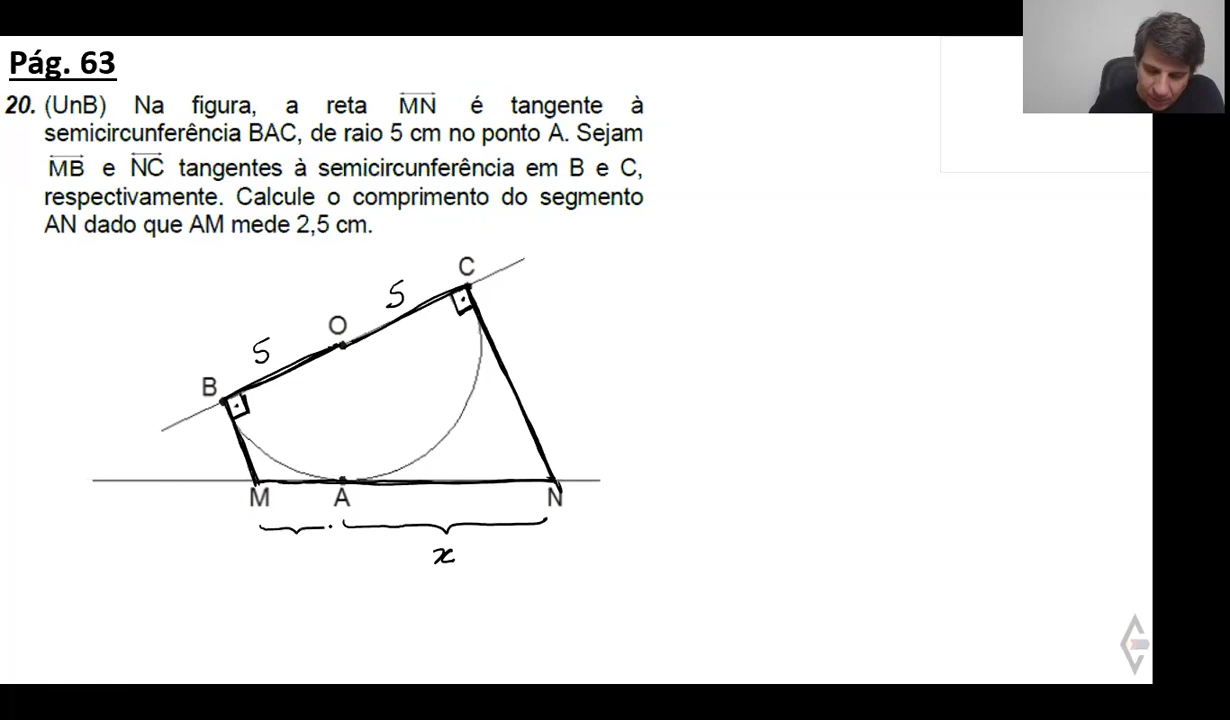 Pág. 63
20. (UnB) Na figura, a reta MN é tangente à
semicircunferência BAC, de raio 5 cm no ponto A. Sejam
MB e NC tangentes à semicircunferência em B e C,
respectivamente. Calcule o comprimento do segmento
AN dado que AM mede 2,5 cm.
C
5
O
5
B
M A N
x